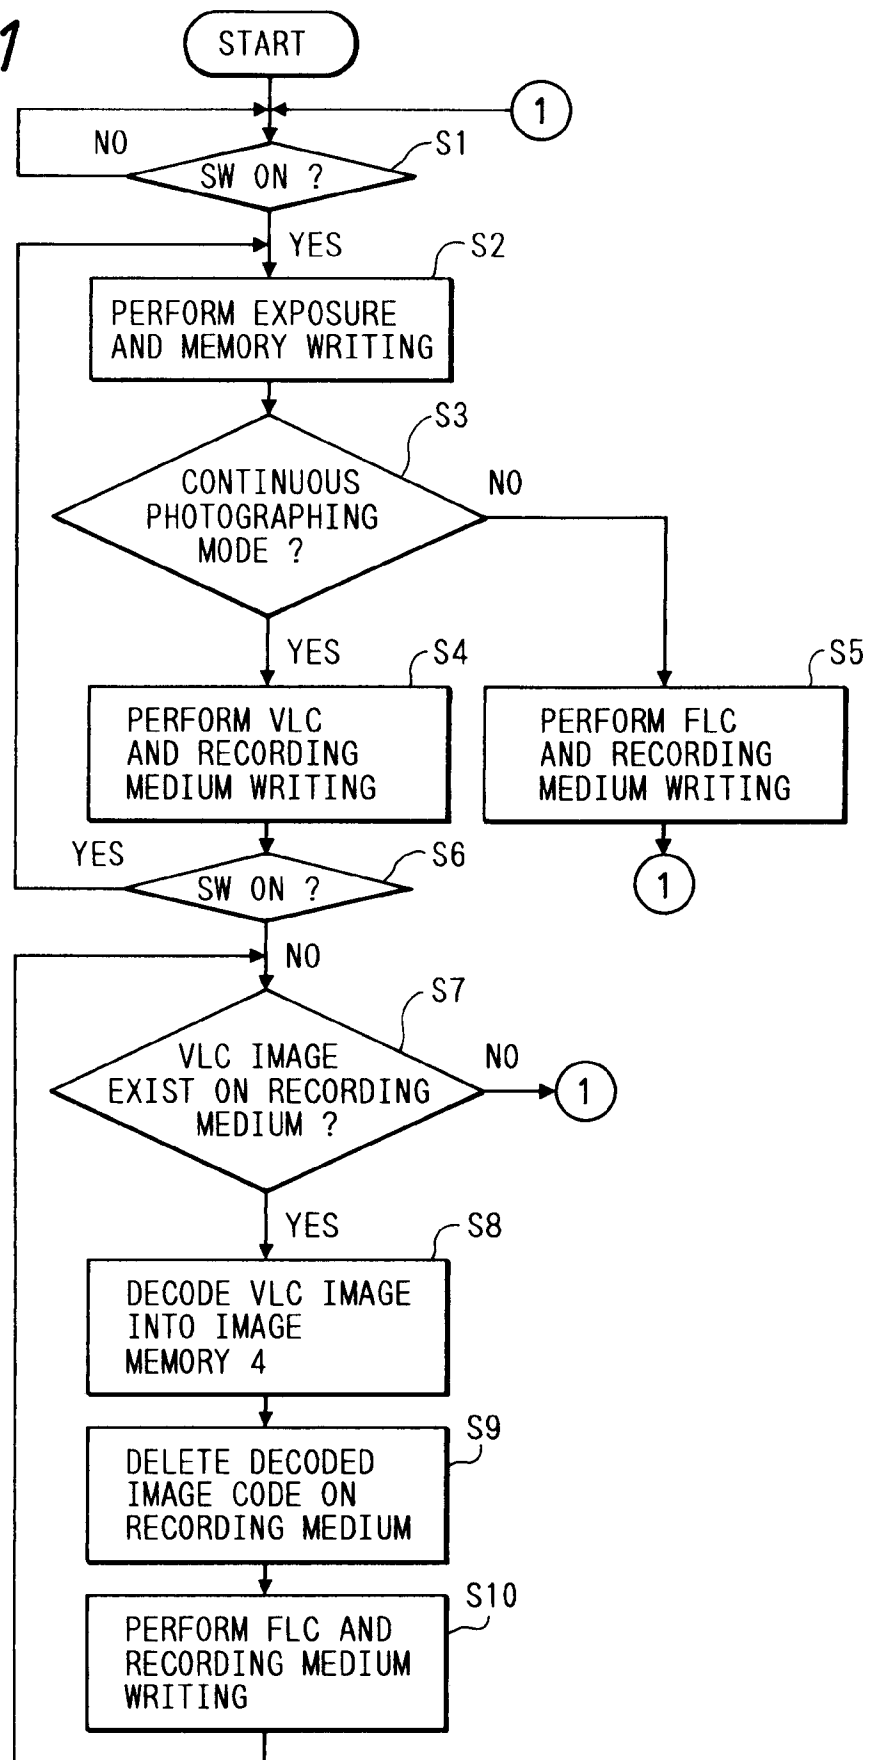 1
START
1
NO
S1
SW ON ?
YES
S2
PERFORM EXPOSURE
AND MEMORY WRITING
S3
CONTINUOUS
PHOTOGRAPHING
MODE ?
NO
YES
S4
S5
PERFORM VLC
AND RECORDING
MEDIUM WRITING
PERFORM FLC
AND RECORDING
MEDIUM WRITING
YES
S6
SW ON ?
1
NO
S7
VLC IMAGE
EXIST ON RECORDING
MEDIUM ?
NO
1
YES
S8
DECODE VLC IMAGE
INTO IMAGE
MEMORY 4
S9
DELETE DECODED
IMAGE CODE ON
RECORDING MEDIUM
S10
PERFORM FLC AND
RECORDING MEDIUM
WRITING